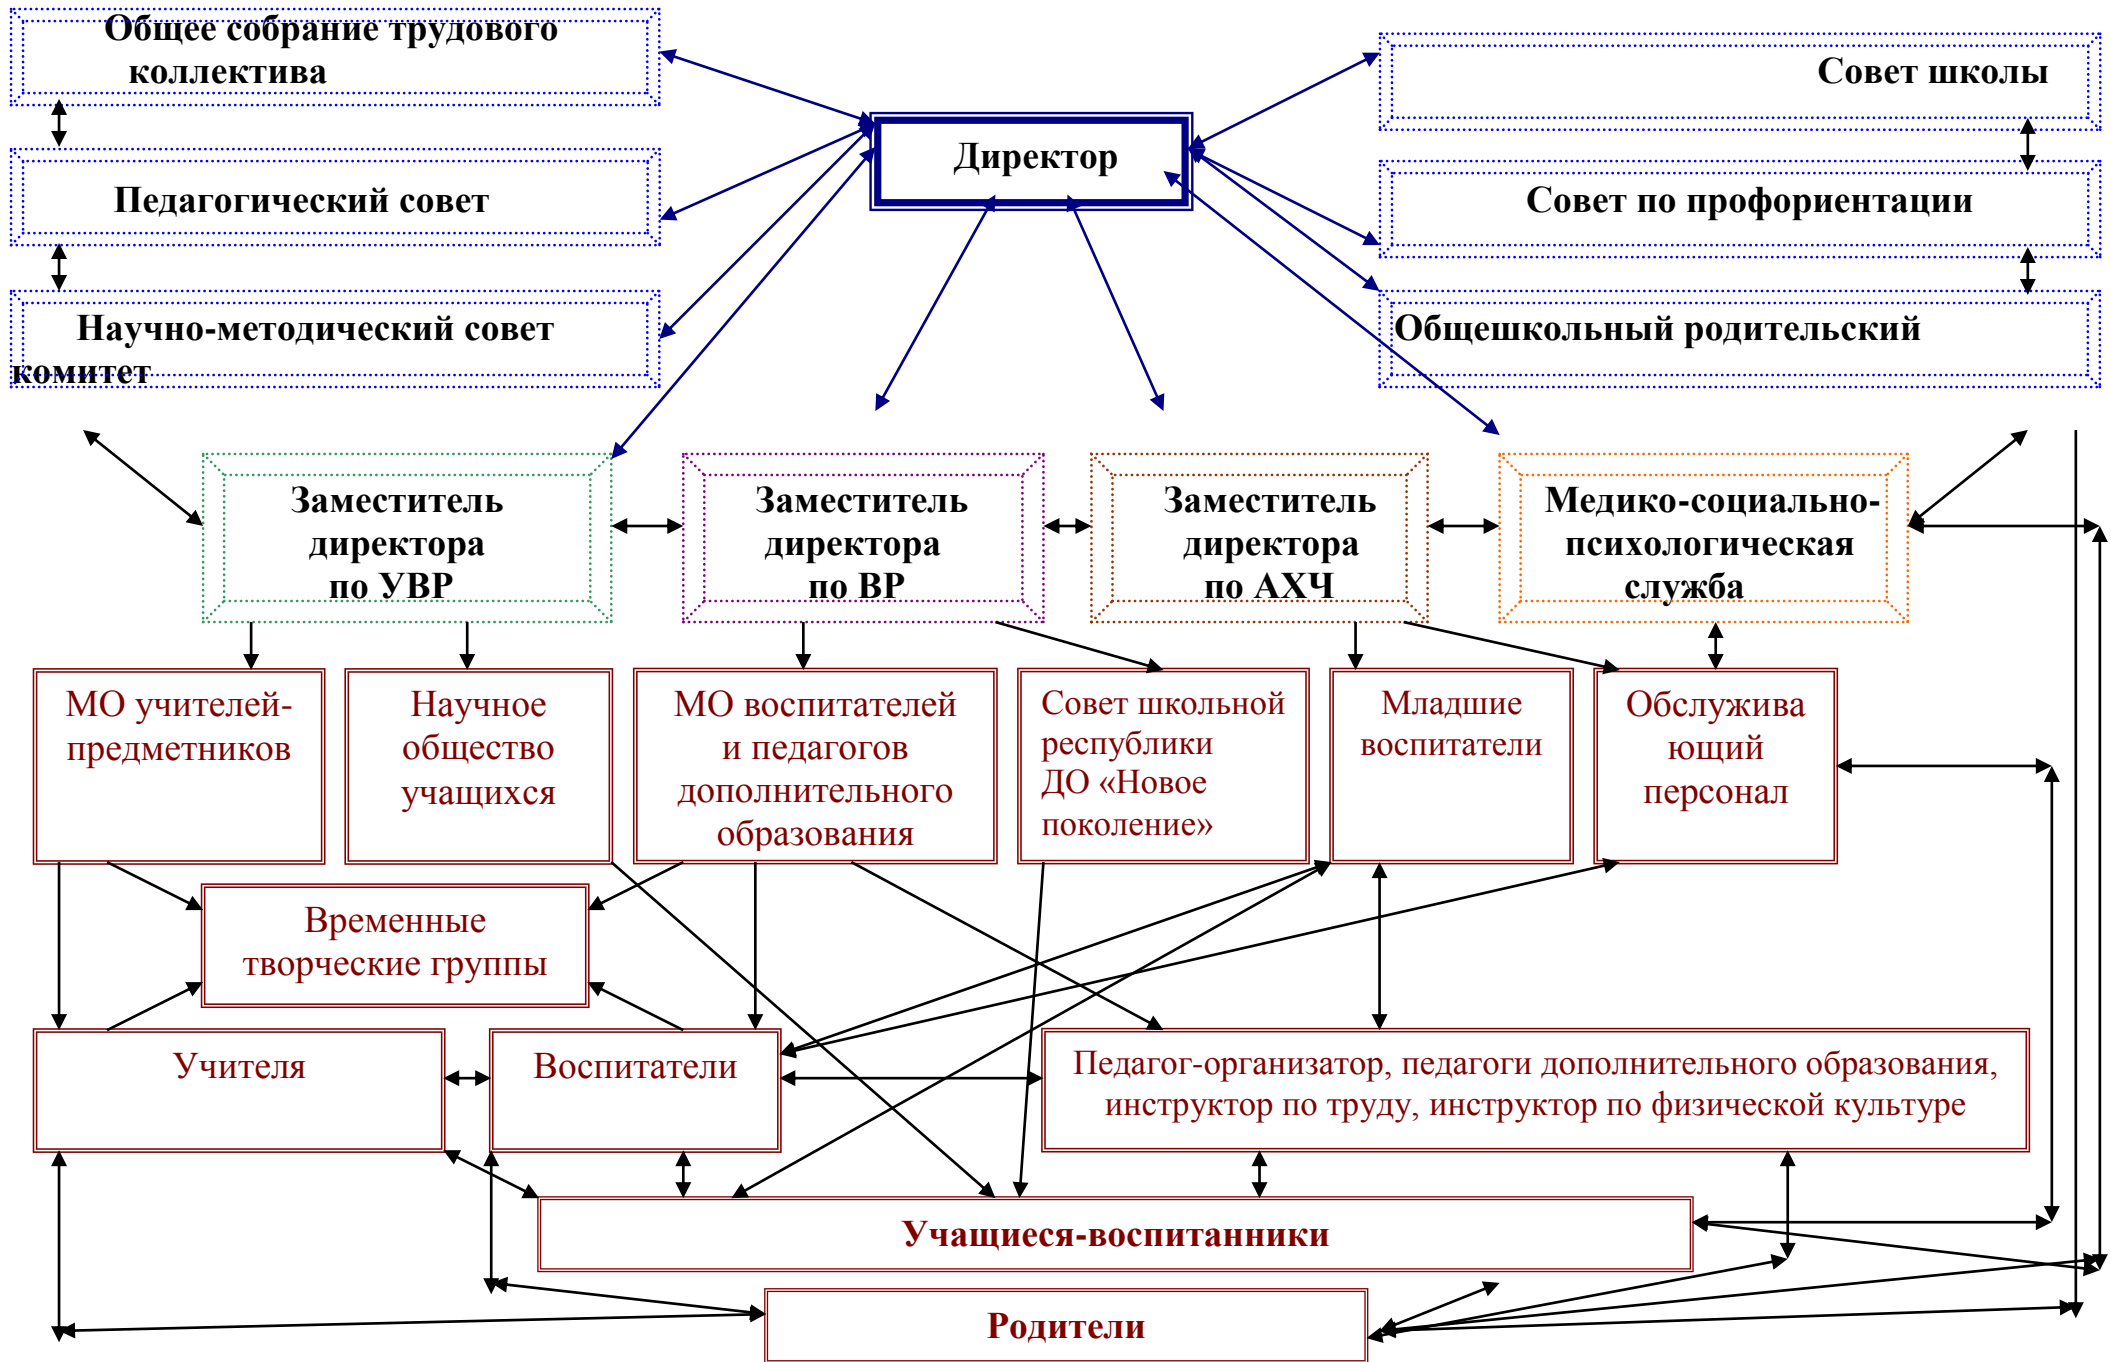 Общее собрание трудового
коллектива
Совет школы
Директор
Педагогический совет
Совет по профориентации
Научно-методический совет
Общешкольный родительский
комитет
Заместитель
директора
по УВР
Заместитель
директора
по ВР
Заместитель
директора
по АХЧ
Медико-социально-
психологическая
служба
МО учителей-
предметников
Научное
общество
учащихся
МО воспитателей
и педагогов
дополнительного
образования
Совет школьной
республики
ДО «Новое
поколение»
Младшие
воспитатели
Обслужива
ющий
персонал
Временные
творческие группы
Учителя
Воспитатели
Педагог-организатор, педагоги дополнительного образования,
инструктор по труду, инструктор по физической культуре
Учащиеся-воспитанники
Родители